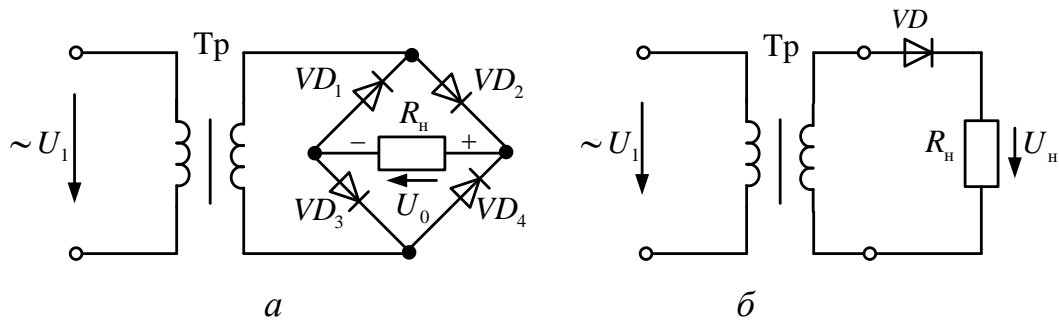 Тр
VD₁
VD₂
Rн
~U₁
− +
U₀
VD₃
VD₄
а
VD
Тр
~U₁
Rн
Uн
б